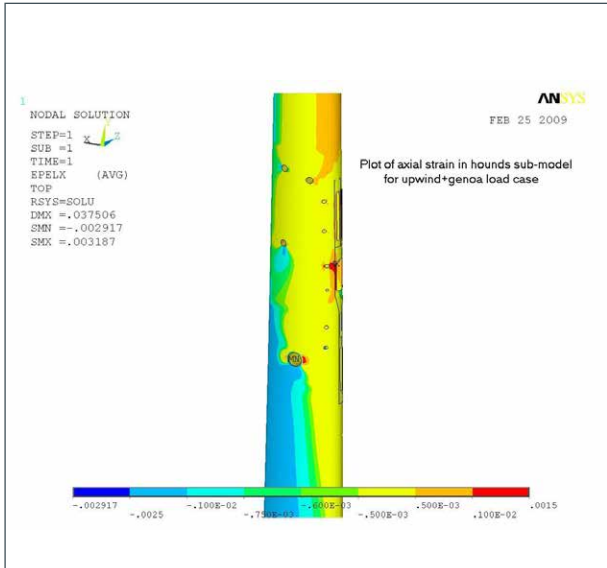 1
NODAL SOLUTION
STEP=1
SUB =1
TIME=1
EPELX (AVG)
TOP
RSYS=SOLU
DMX =.037506
SMN =-.002917
SMX =.003187
Y
X
Z
ANSYS
FEB 25 2009
Plot of axial strain in hounds sub-model
for upwind+genoa load case
MX
MN
-.002917 -.100E-02 -.600E-03 .500E-03 .0015
-.0025 -.750E-03 -.500E-03 .100E-02